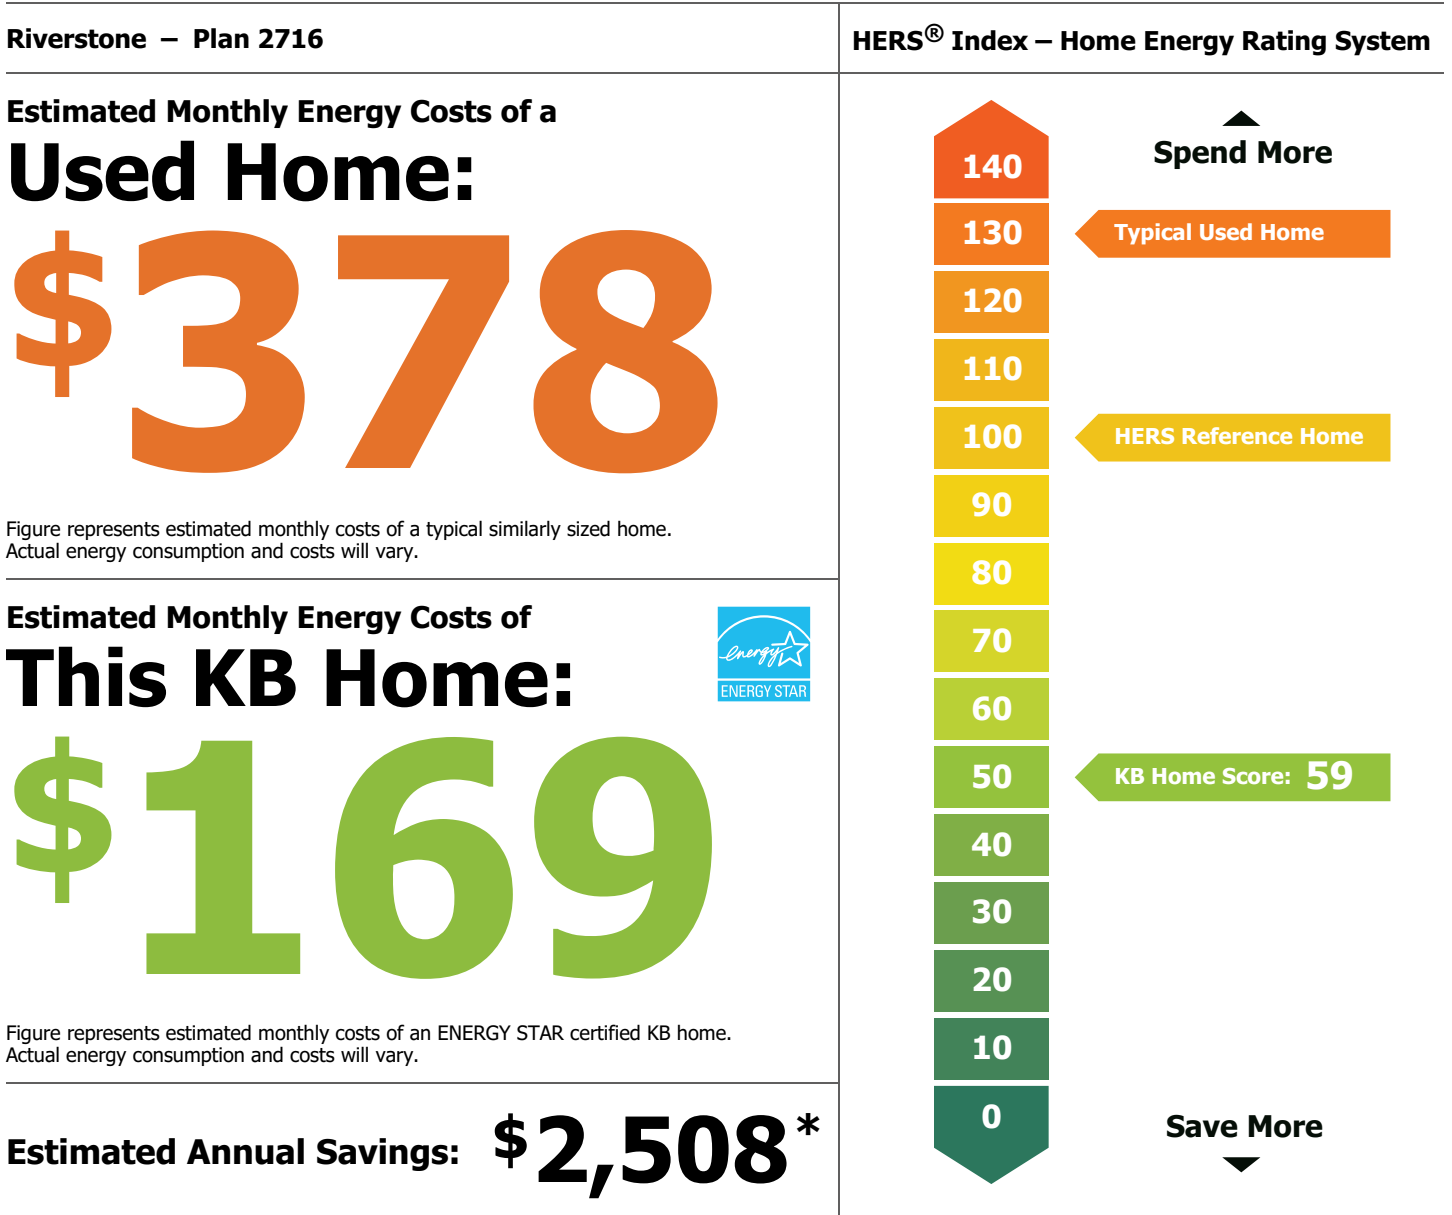 Riverstone – Plan 2716
Estimated Monthly Energy Costs of a
Used Home:
$378
Figure represents estimated monthly costs of a typical similarly sized home.
Actual energy consumption and costs will vary.
Estimated Monthly Energy Costs of
This KB Home:
energy
ENERGY STAR
$169
Figure represents estimated monthly costs of an ENERGY STAR certified KB home.
Actual energy consumption and costs will vary.
Estimated Annual Savings: $2,508*
HERS® Index – Home Energy Rating System
Spend More
140
130 Typical Used Home
120
110
100 HERS Reference Home
90
80
70
60
50 KB Home Score: 59
40
30
20
10
0
Save More